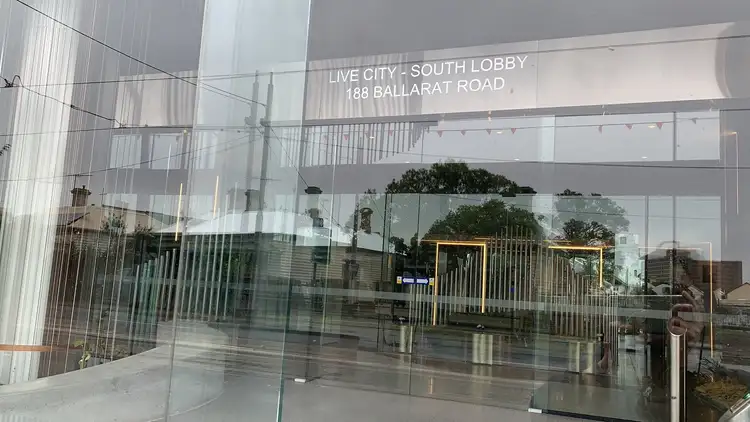 LIVE CITY - SOUTH LOBBY
188 BALLARAT ROAD